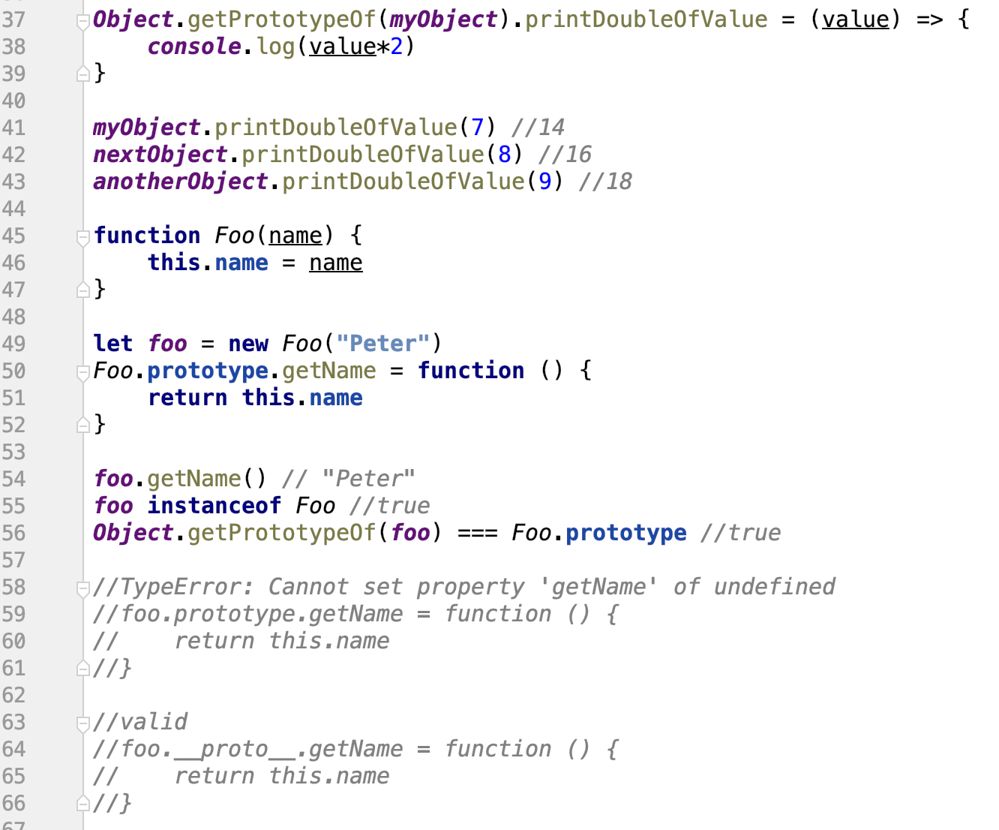 37 Object.getPrototypeOf(myObject).printDoubleOfValue = (value) => {
38     console.log(value*2)
39 }
40
41 myObject.printDoubleOfValue(7) //14
42 nextObject.printDoubleOfValue(8) //16
43 anotherObject.printDoubleOfValue(9) //18
44
45 function Foo(name) {
46     this.name = name
47 }
48
49 let foo = new Foo("Peter")
50 Foo.prototype.getName = function () {
51     return this.name
52 }
53
54 foo.getName() // "Peter"
55 foo instanceof Foo //true
56 Object.getPrototypeOf(foo) === Foo.prototype //true
57
58 //TypeError: Cannot set property 'getName' of undefined
59 //foo.prototype.getName = function () {
60 //    return this.name
61 //}
62
63 //valid
64 //foo.__proto__.getName = function () {
65 //    return this.name
66 //}
67